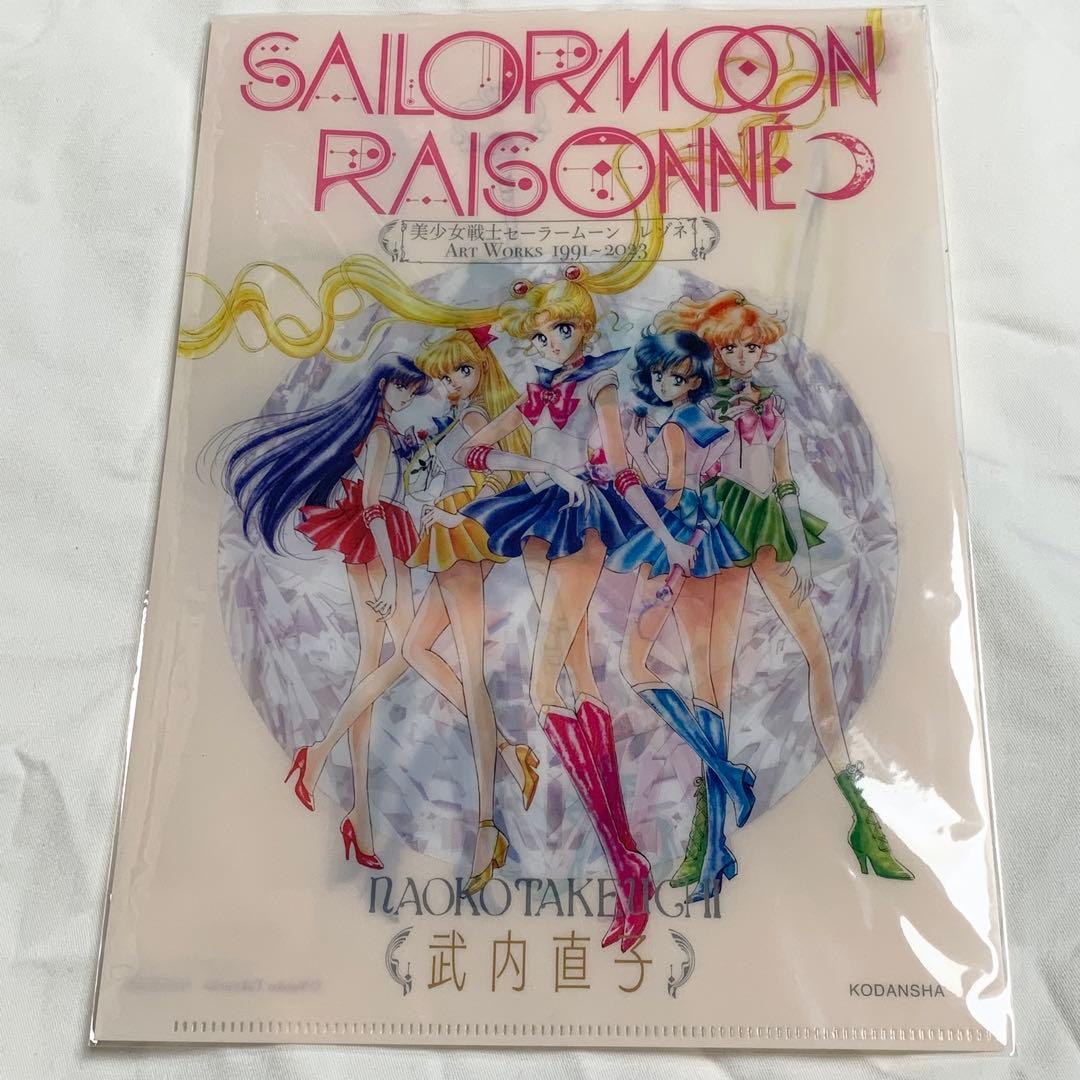 SAILORMOON
RAISONNÉ
美少女戦士セーラームーン レゾネ
ART WORKS 1991~2023
NAOKO TAKEUCHI
武内直子
KODANSHA